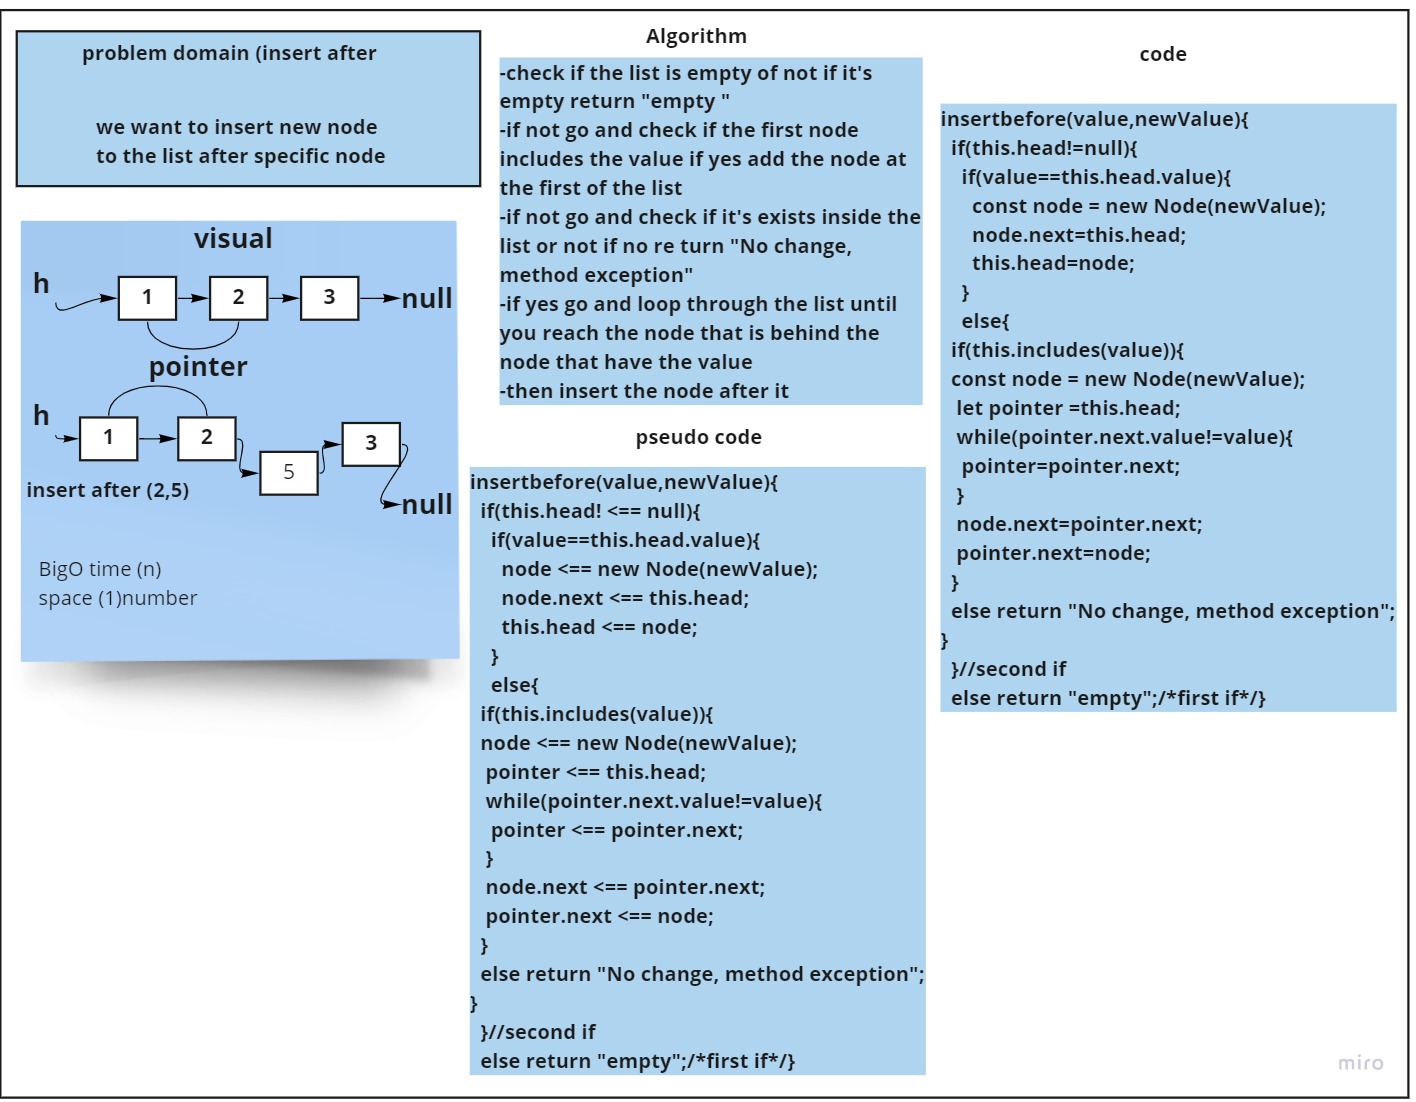 problem domain (insert after
we want to insert new node
to the list after specific node
visual
h
1
2
3
null
pointer
h
1
2
5
3
null
insert after (2,5)
BigO time (n)
space (1)number
Algorithm
-check if the list is empty of not if it's
empty return "empty "
-if not go and check if the first node
includes the value if yes add the node at
the first of the list
-if not go and check if it's exists inside the
list or not if no re turn "No change,
method exception"
-if yes go and loop through the list until
you reach the node that is behind the
node that have the value
-then insert the node after it
pseudo code
insertbefore(value,newValue){
if(this.head! <== null){
if(value==this.head.value){
node <== new Node(newValue);
node.next <== this.head;
this.head <== node;
}
else{
if(this.includes(value)){
node <== new Node(newValue);
pointer <== this.head;
while(pointer.next.value!=value){
pointer <== pointer.next;
}
node.next <== pointer.next;
pointer.next <== node;
}
else return "No change, method exception";
}
}//second if
else return "empty";/*first if*/}
code
insertbefore(value,newValue){
if(this.head!=null){
if(value==this.head.value){
const node = new Node(newValue);
node.next=this.head;
this.head=node;
}
else{
if(this.includes(value)){
const node = new Node(newValue);
let pointer =this.head;
while(pointer.next.value!=value){
pointer=pointer.next;
}
node.next=pointer.next;
pointer.next=node;
}
else return "No change, method exception";
}
}//second if
else return "empty";/*first if*/}
miro